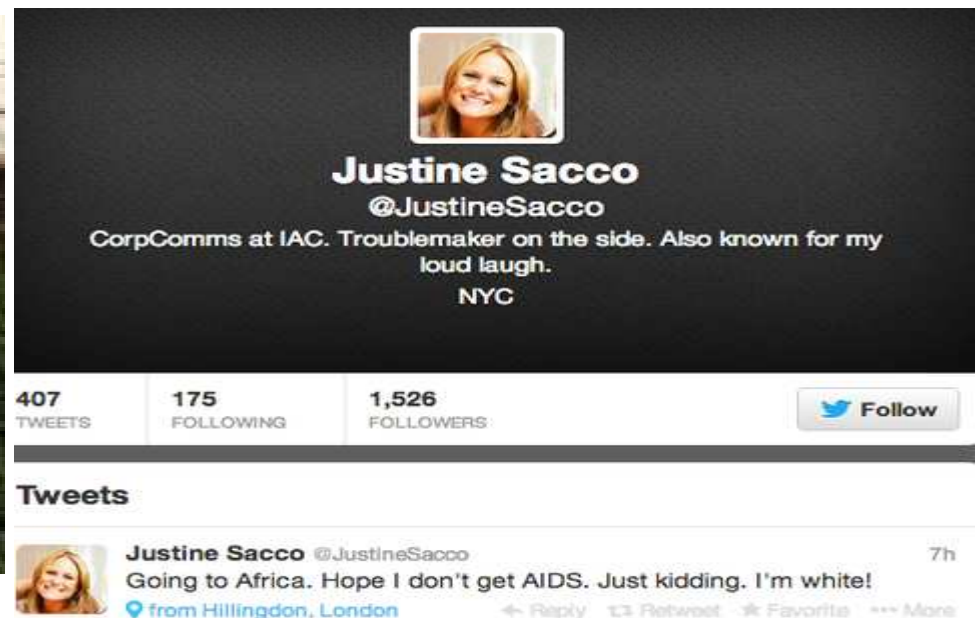 Justine Sacco
@JustineSacco
CorpComms at IAC. Troublemaker on the side. Also known for my
loud laugh.
NYC
407 175 1,526 Follow
TWEETS FOLLOWING FOLLOWERS
Tweets
Justine Sacco @JustineSacco 7h
Going to Africa. Hope I don't get AIDS. Just kidding. I'm white!
from Hillingdon, London Reply Retweet Favorite More